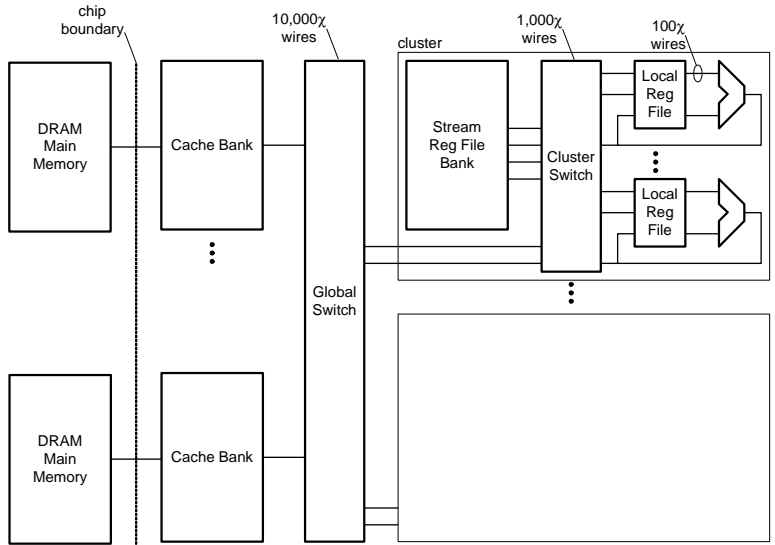 chip
boundary
10,000χ
wires
1,000χ
wires
100χ
wires
cluster
DRAM
Main
Memory
Cache Bank
Stream
Reg File
Bank
Cluster
Switch
Local
Reg
File
Local
Reg
File
Global
Switch
DRAM
Main
Memory
Cache Bank